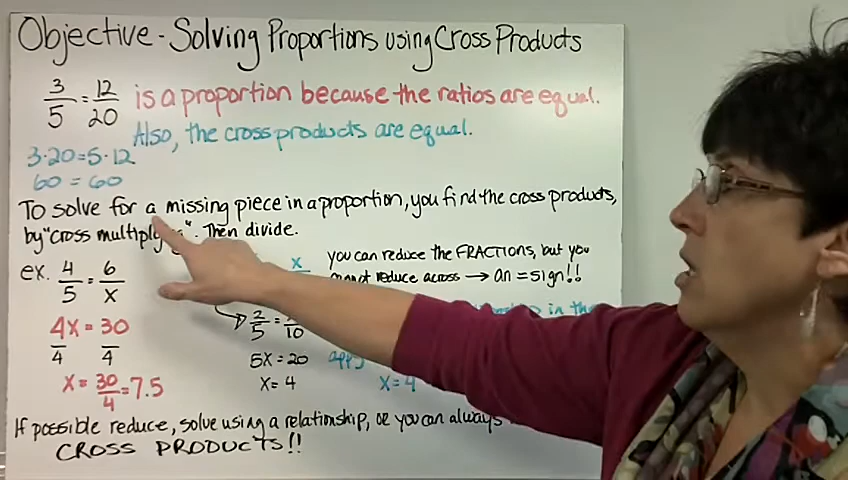 Objective - Solving Proportions using Cross Products
3/5 = 12/20 is a proportion because the ratios are equal.
Also, the cross products are equal.
3·20 = 5·12
60 = 60
To solve for a missing piece in a proportion, you find the cross products,
by "cross Then divide.
ex. 4/5 = 6/x
4x = 30
4 4
x = 30/4 = 7.5
x
2/5 = /10
5x = 20
x = 4
you can reduce the FRACTIONS, but you
reduce across → an = sign!!
in the
x = 4
If possible reduce, solve using a relationship, or you can always
CROSS PRODUCTS!!